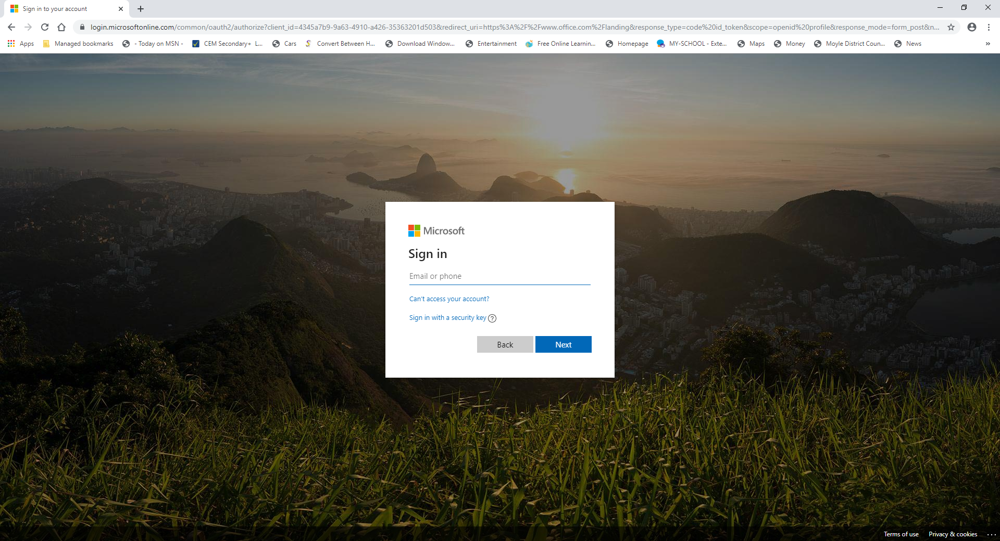 Sign in to your account
login.microsoftonline.com/common/oauth2/authorize?client_id=4345a7b9-9a63-4910-a426-35363201d503&redirect_uri=https%3A%2F%2Fwww.office.com%2Flanding&response_type=code%20id_token&scope=openid%20profile&response_mode=form_post&n...
Apps Managed bookmarks - Today on MSN - CEM Secondary+ L... Cars Convert Between H... Download Window... Entertainment Free Online Learnin... Homepage MY-SCHOOL - Exte... Maps Money Moyle District Coun... News »
Microsoft
Sign in
Email or phone
Can't access your account?
Sign in with a security key ?
Back Next
Terms of use Privacy & cookies ...